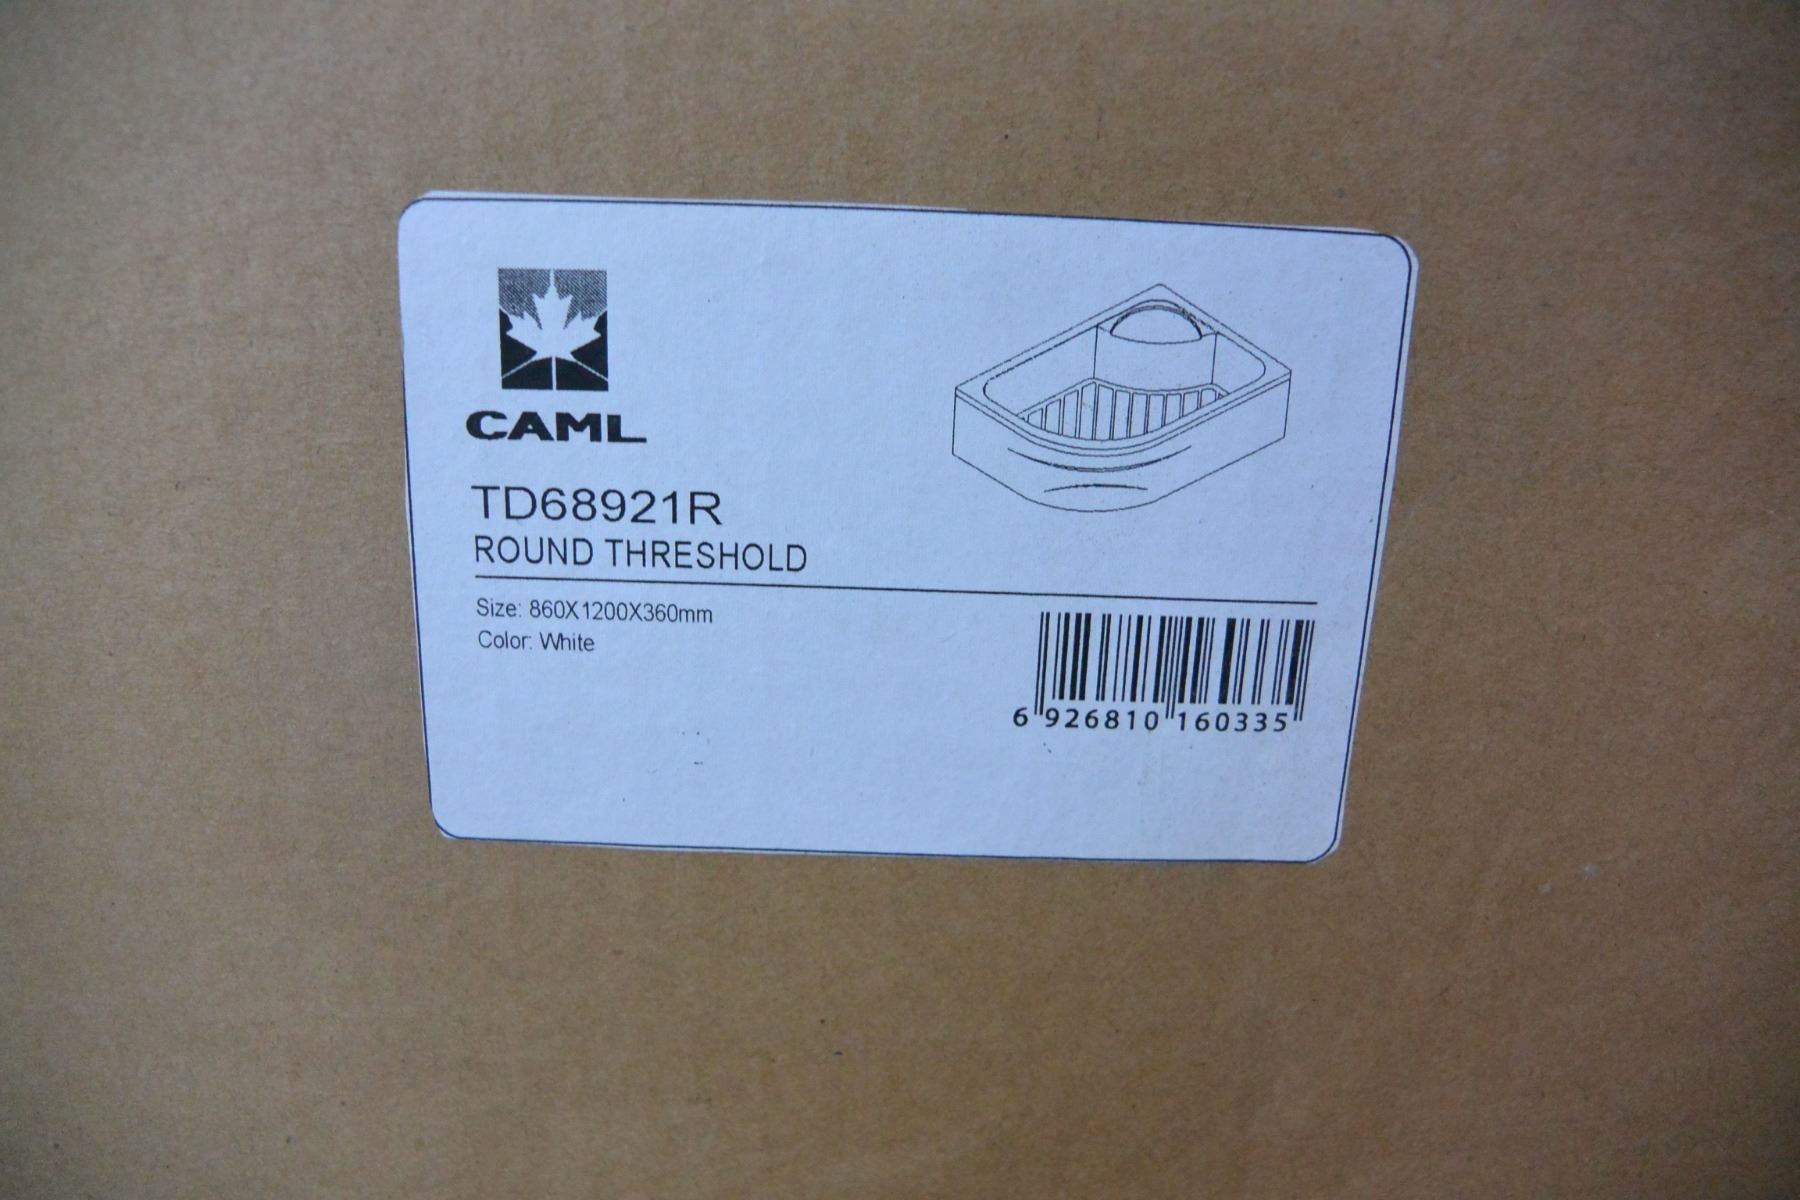 CAML
TD68921R
ROUND THRESHOLD
Size: 860X1200X360mm
Color: White
6 926810 160335